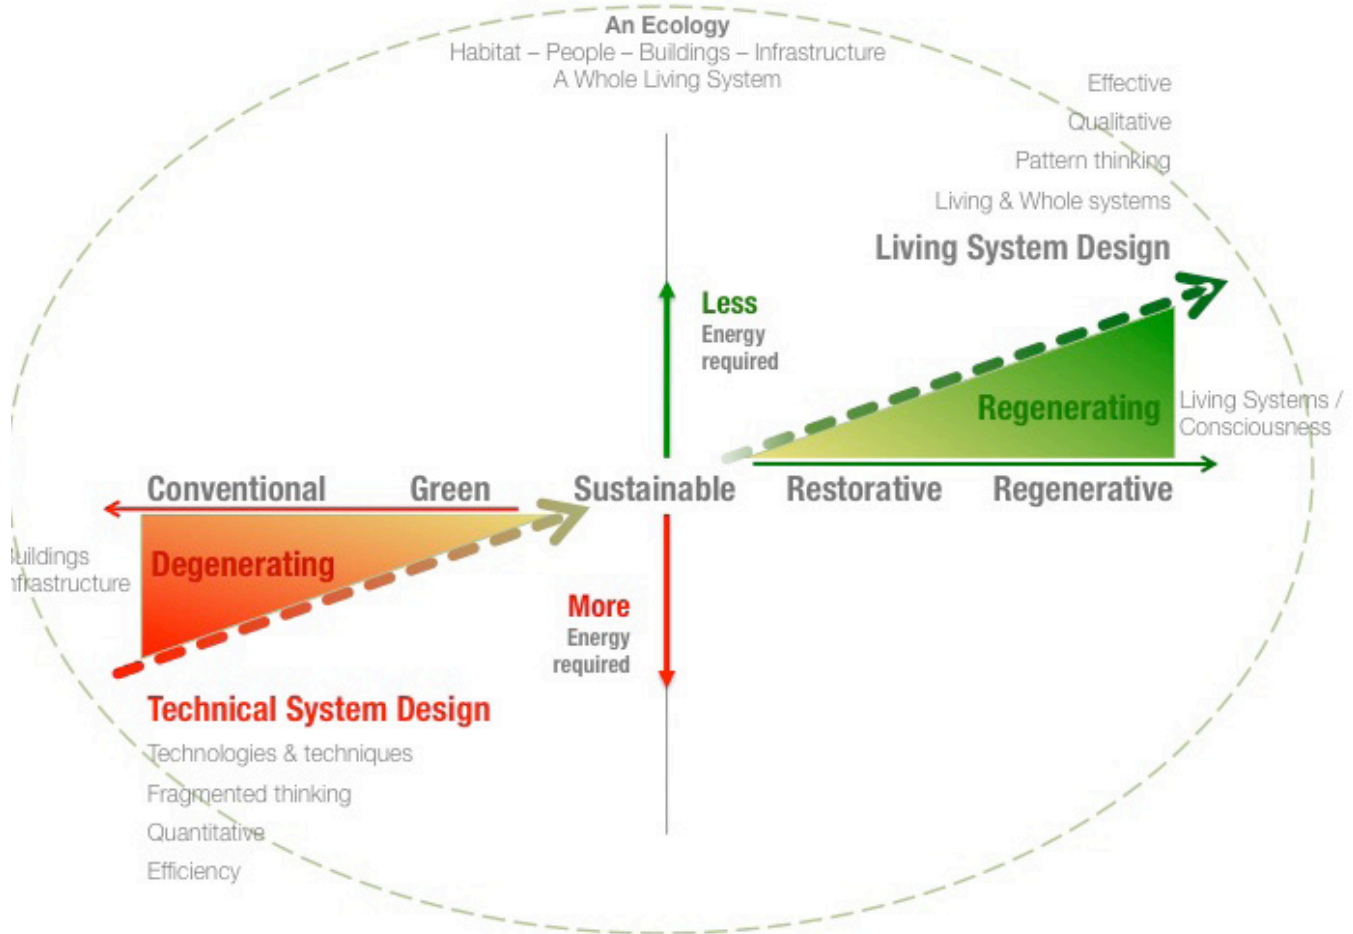 An Ecology
Habitat – People – Buildings – Infrastructure
A Whole Living System
Effective
Qualitative
Pattern thinking
Living & Whole systems
Living System Design
Less
Energy
required
Regenerating
Living Systems /
Consciousness
Conventional Green Sustainable Restorative Regenerative
uildings
nfrastructure
Degenerating
More
Energy
required
Technical System Design
Technologies & techniques
Fragmented thinking
Quantitative
Efficiency